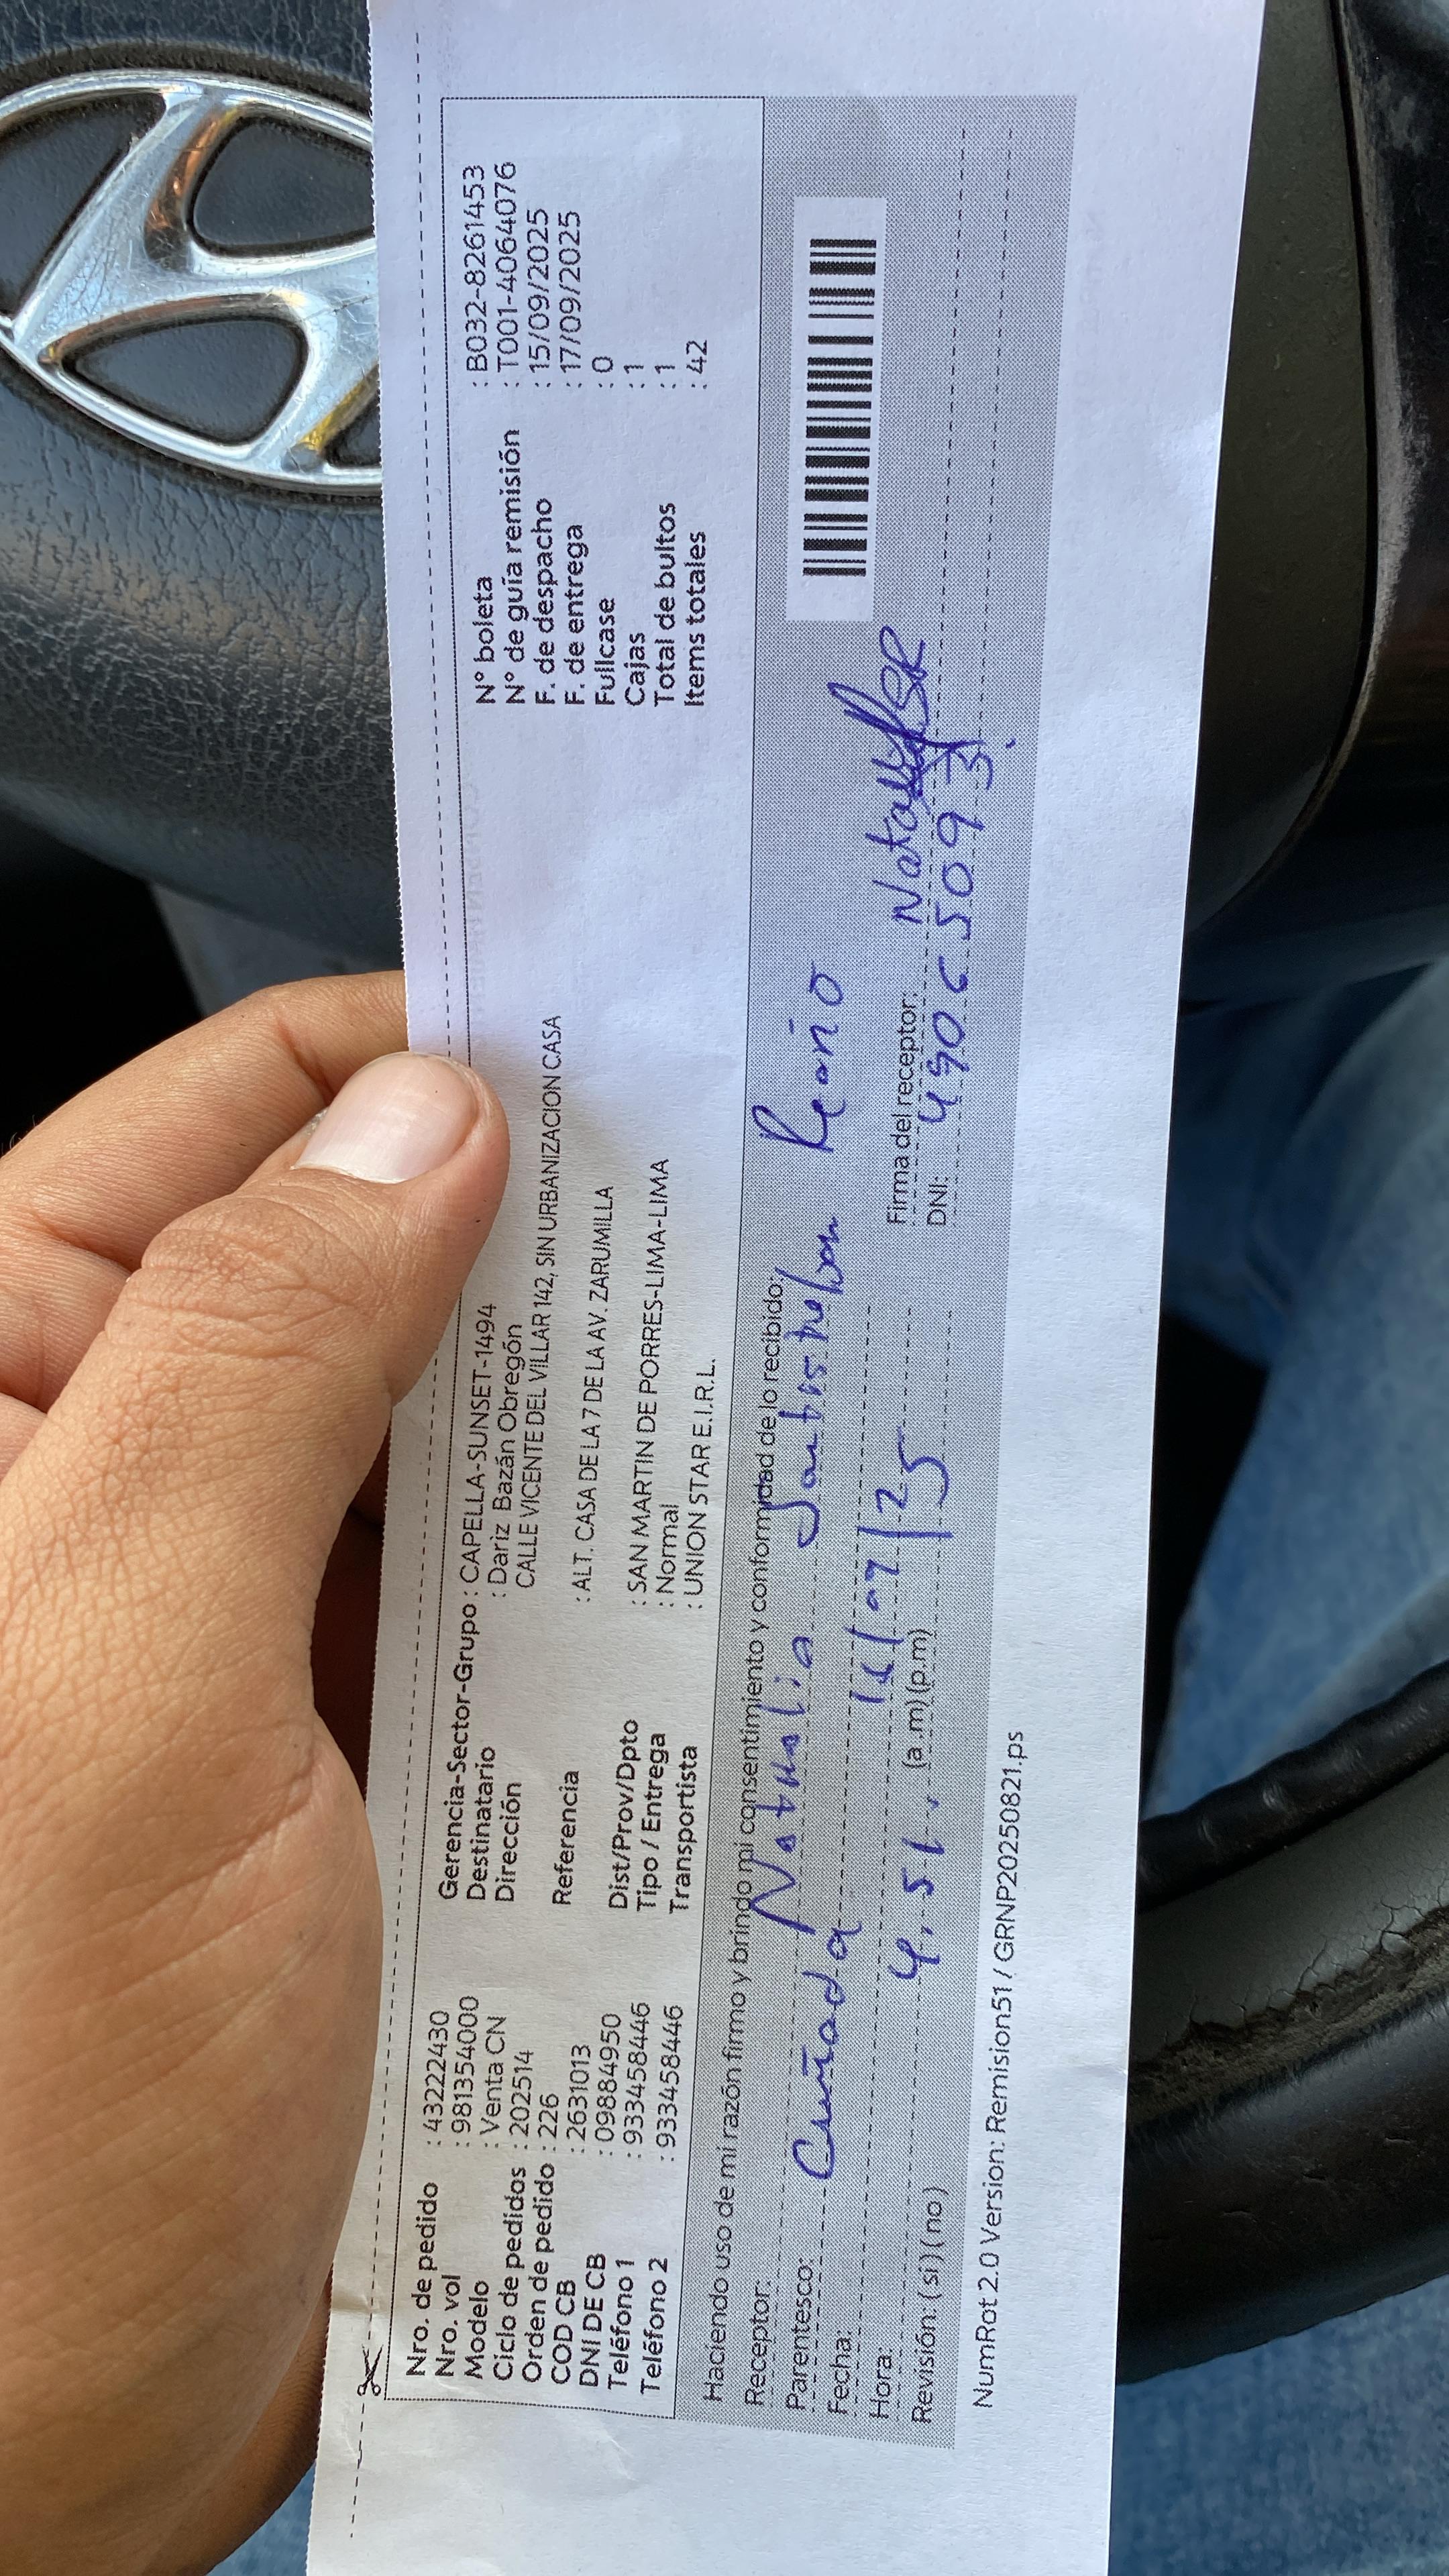 Nro. de pedido : 43222430
Nro. vol : 981354000
Modelo : Venta CN
Ciclo de pedidos : 202514
Orden de pedido : 226
COD CB : 2631013
DNI DE CB : 09884950
Teléfono 1 : 933458446
Teléfono 2 : 933458446
Gerencia-Sector-Grupo : CAPELLA-SUNSET-1494
Destinatario : Dariz Bazán Obregón
Dirección CALLE VICENTE DEL VILLAR 142, SIN URBANIZACION CASA
Referencia : ALT. CASA DE LA 7 DE LA AV. ZARUMILLA
Dist/Prov/Dpto : SAN MARTIN DE PORRES-LIMA-LIMA
Tipo / Entrega : Normal
Transportista : UNION STAR E.I.R.L.
N° boleta : B032-8261453
N° de guía remisión : T001-4064076
F. de despacho : 15/09/2025
F. de entrega : 17/09/2025
Fullcase : 0
Cajas : 1
Total de bultos : 1
Items totales : 42
Haciendo uso de mi razón firmo y brindo mi consentimiento y conformidad de lo recibido:
Receptor: Nathalia
Parentesco: Cuñada
Fecha: /25
Hora: 4:51 (a.m)(p.m)
Revisión: (si)(no)
Firma del receptor:
DNI:
NumRot 2.0 Version: Remision51 / GRNP20250821.ps